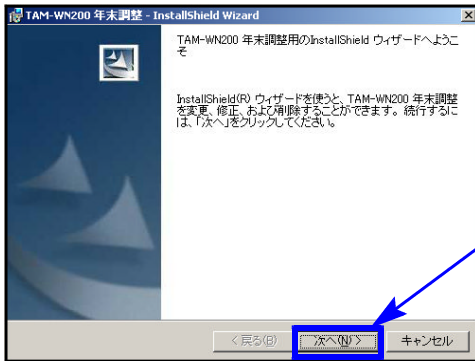 TAM-WN200 年末調整 - InstallShield Wizard
TAM-WN200 年末調整用のInstallShield ウィザードへようこ
そ
InstallShield(R) ウィザードを使うと、TAM-WN200 年末調整
を変更、修正、および削除することができます。続行するに
は、「次へ」をクリックしてください。
< 戻る(B)
次へ(N) >
キャンセル